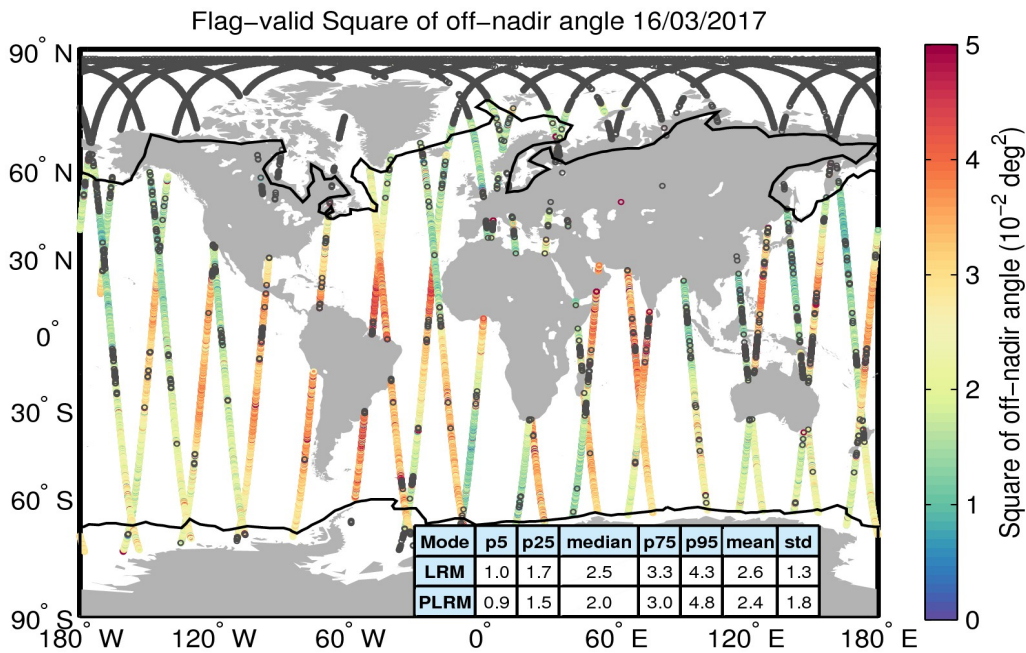 Flag−valid Square of off−nadir angle 16/03/2017
90° N
60° N
30° N
0°
30° S
60° S
90° S
180° W
120° W
60° W
0°
60° E
120° E
180° E
Mode p5 p25 median p75 p95 mean std
LRM 1.0 1.7 2.5 3.3 4.3 2.6 1.3
PLRM 0.9 1.5 2.0 3.0 4.8 2.4 1.8
5
4
3
2
1
0
Square of off−nadir angle (10⁻² deg²)